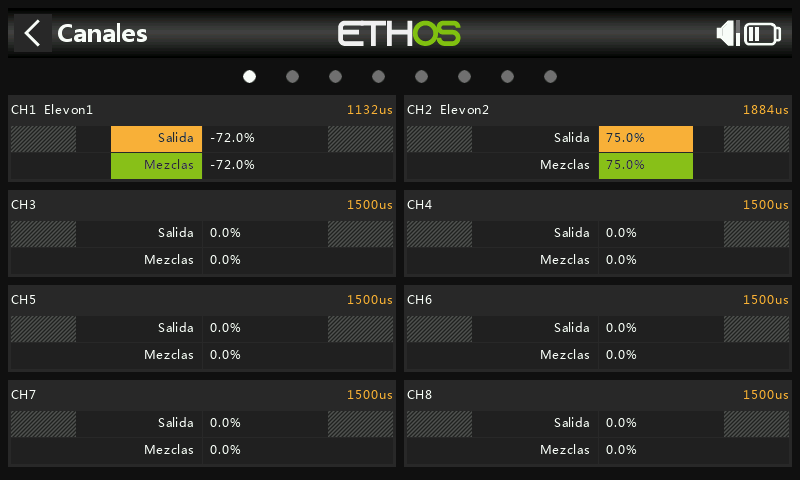 Canales
ETHOS
CH1 Elevon1 1132us
Salida -72.0%
Mezclas -72.0%
CH2 Elevon2 1884us
Salida 75.0%
Mezclas 75.0%
CH3 1500us
Salida 0.0%
Mezclas 0.0%
CH4 1500us
Salida 0.0%
Mezclas 0.0%
CH5 1500us
Salida 0.0%
Mezclas 0.0%
CH6 1500us
Salida 0.0%
Mezclas 0.0%
CH7 1500us
Salida 0.0%
Mezclas 0.0%
CH8 1500us
Salida 0.0%
Mezclas 0.0%